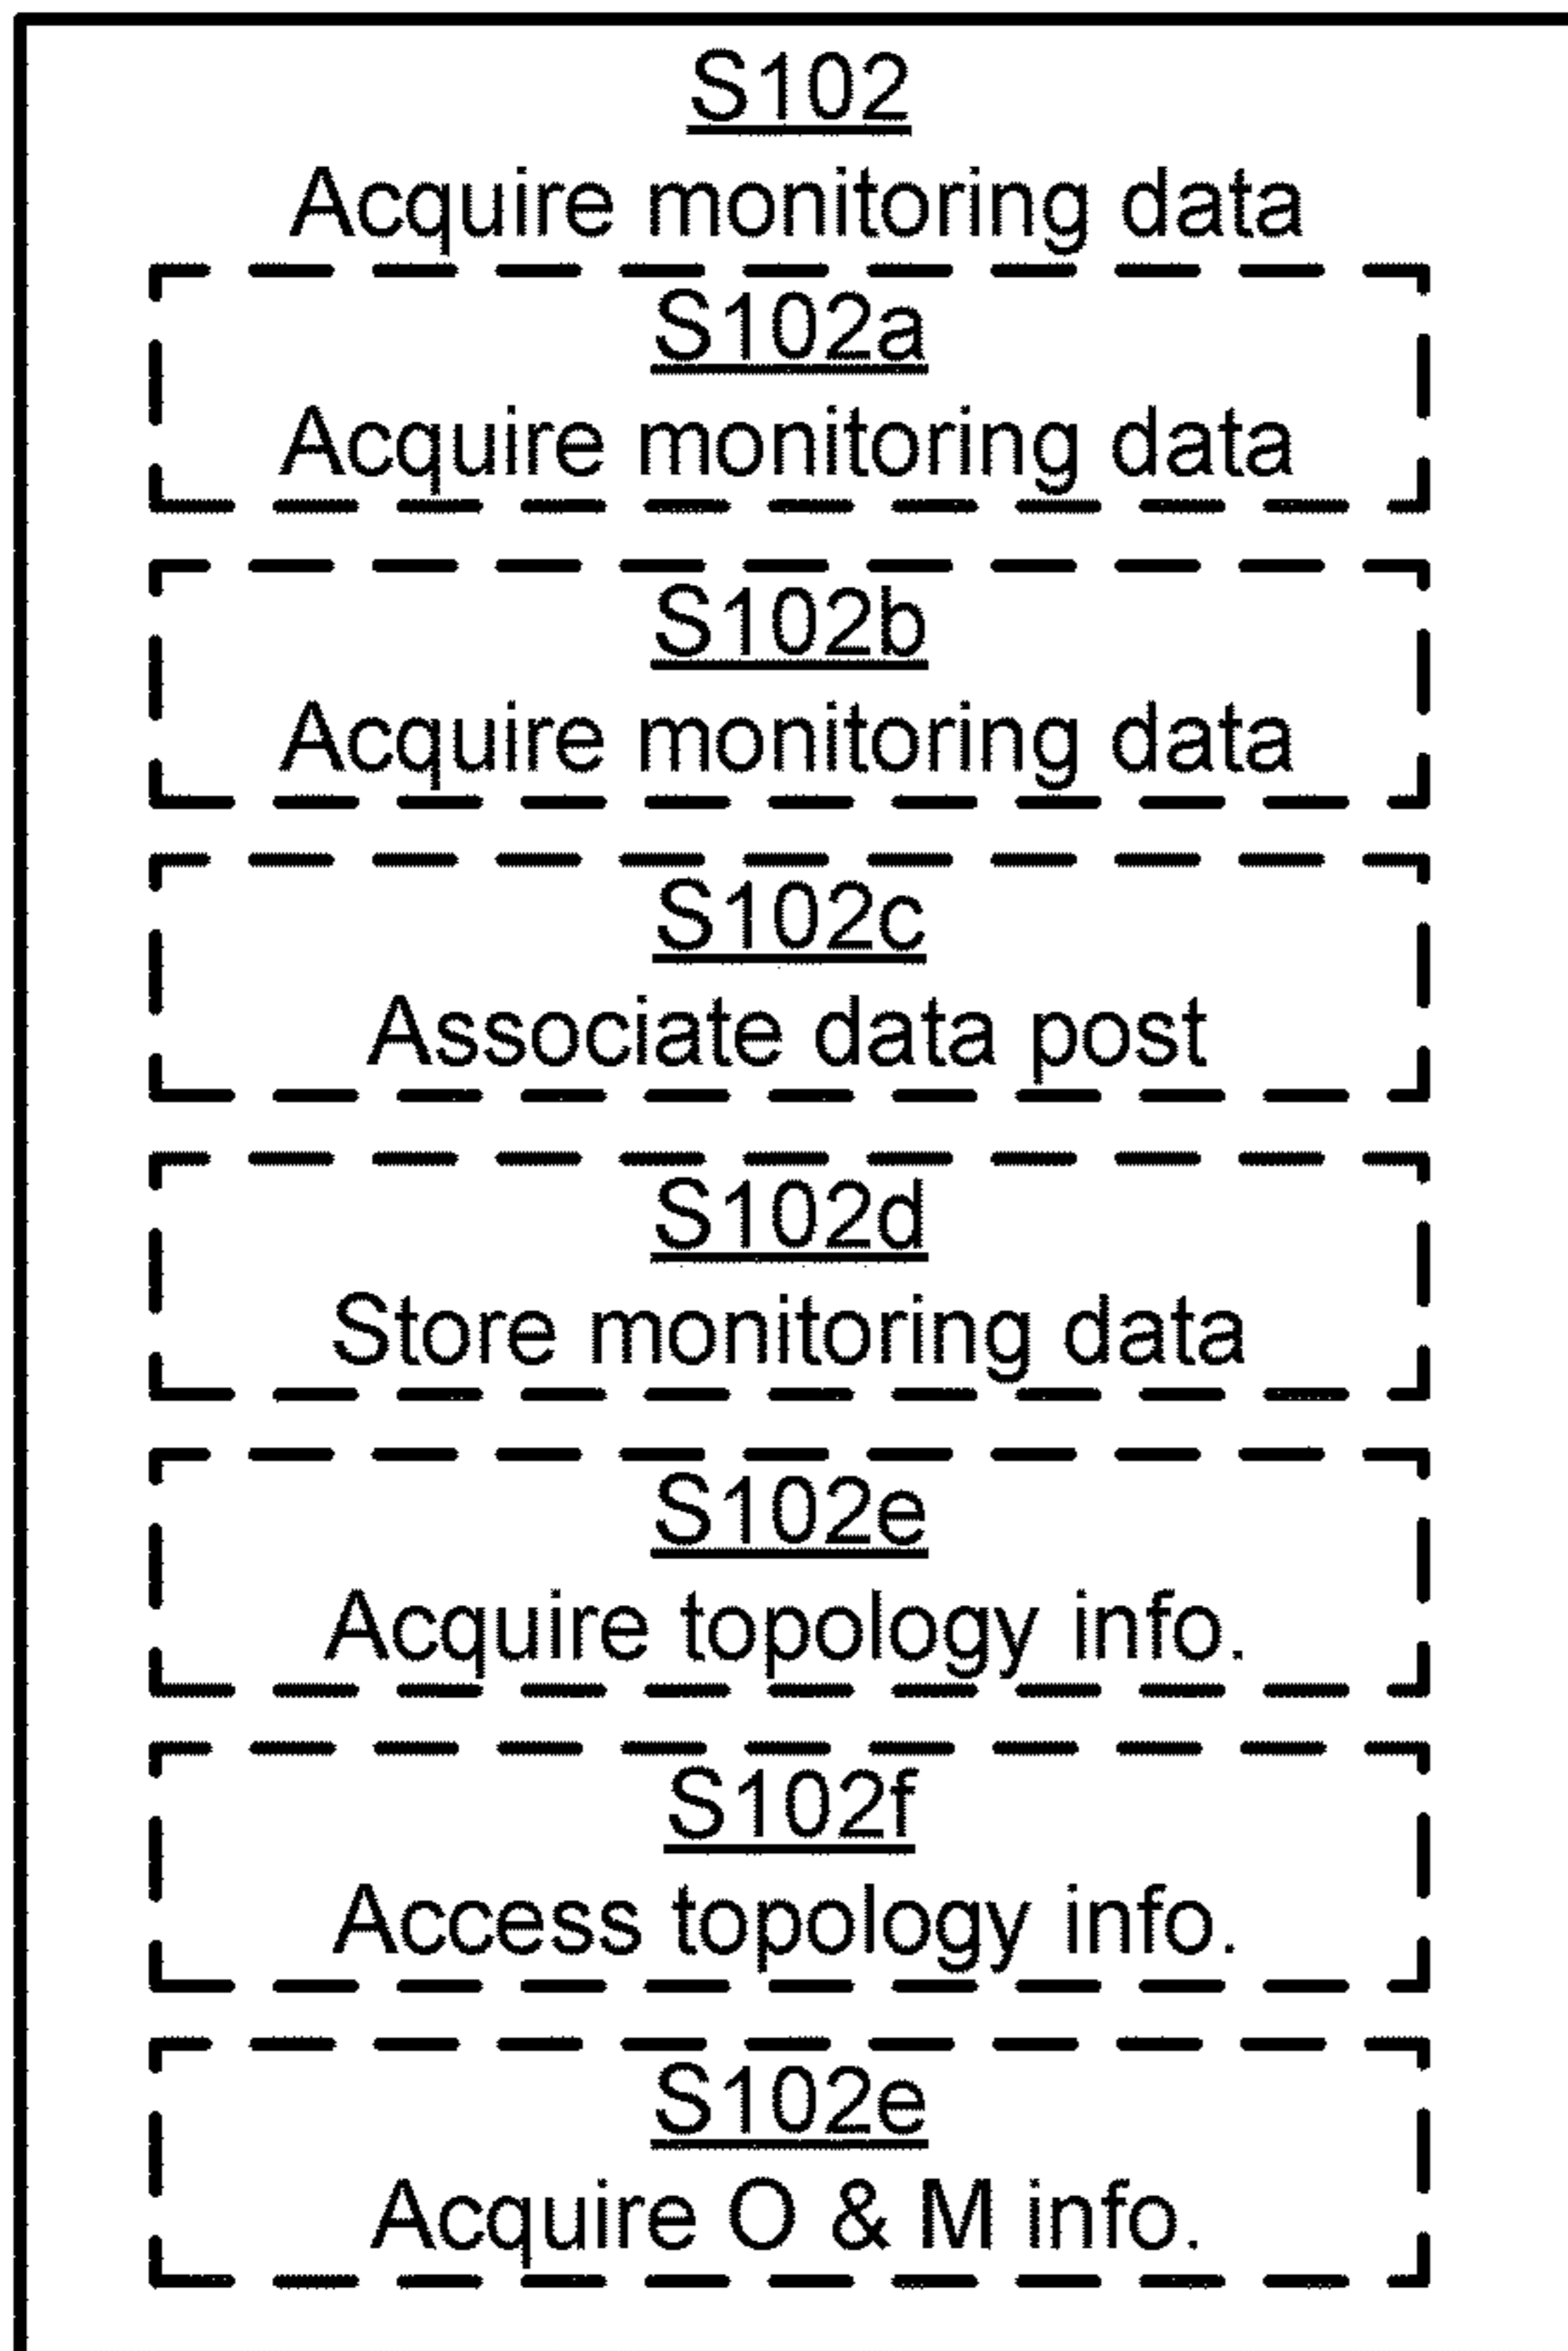 S102
Acquire monitoring data
S102a
Acquire monitoring data
S102b
Acquire monitoring data
S102c
Associate data post
S102d
Store monitoring data
S102e
Acquire topology info.
S102f
Access topology info.
S102e
Acquire O & M info.